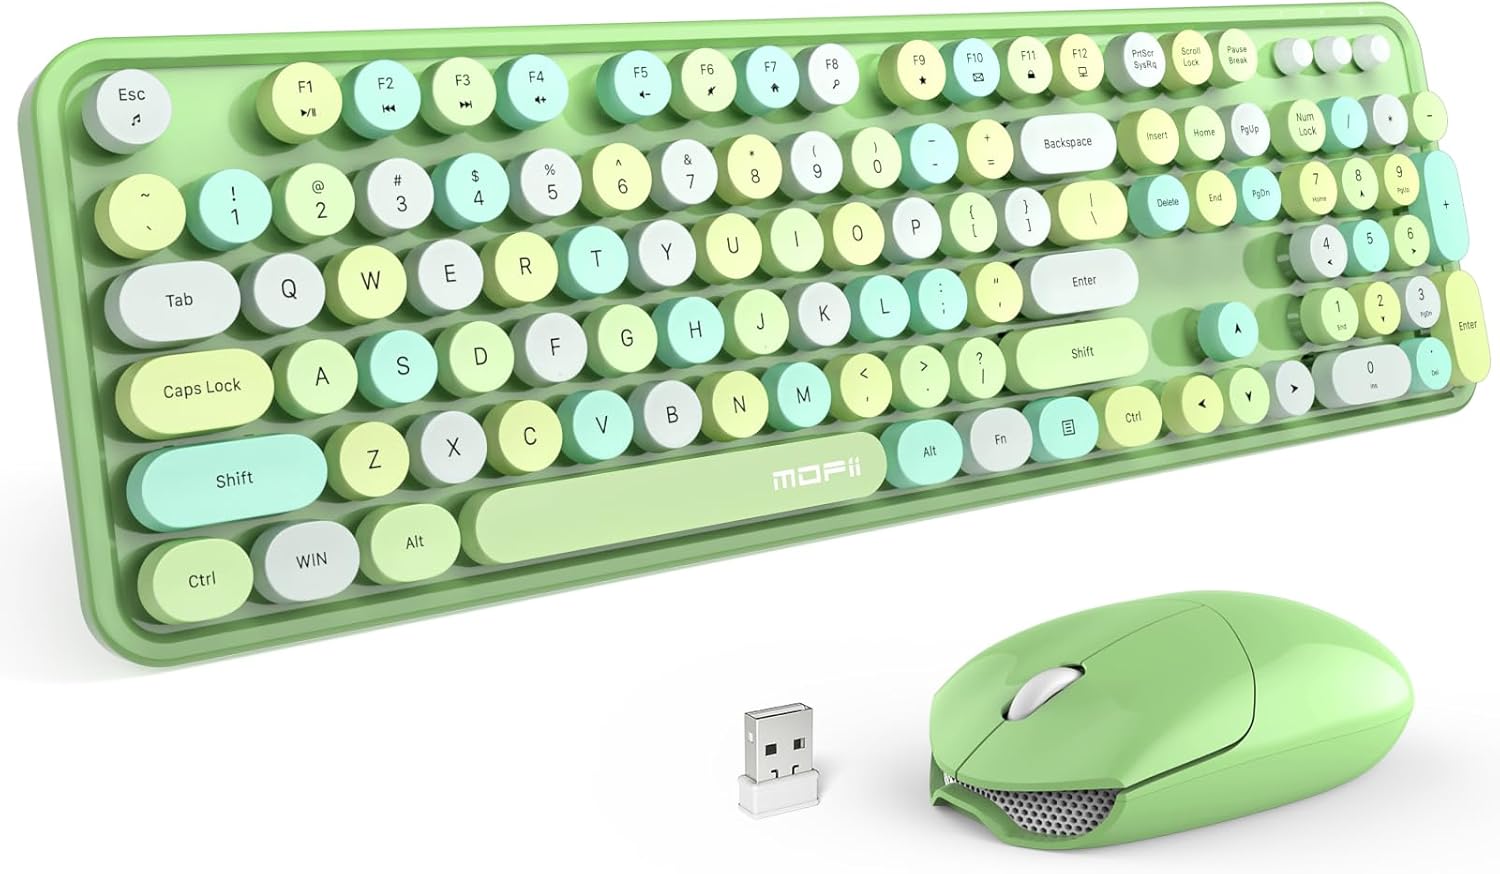 Esc F1 F2 F3 F4 F5 F6 F7 F8 F9 F10 F11 F12 PrtScr SysRq Scroll Lock Pause Break
~ ` ! 1 @ 2 # 3 $ 4 % 5 ^ 6 & 7 * 8 ( 9 ) 0 _ - + = Backspace Insert Home PgUp Num Lock / * -
Tab Q W E R T Y U I O P { [ } ] | \ Delete End PgDn 7 Home 8 9 PgUp +
Caps Lock A S D F G H J K L : ; " ' Enter 4 5 6
Shift Z X C V B N M < , > . ? / Shift 1 End 2 3 PgDn Enter
Ctrl WIN Alt MOFii Alt Fn Ctrl 0 Ins . Del